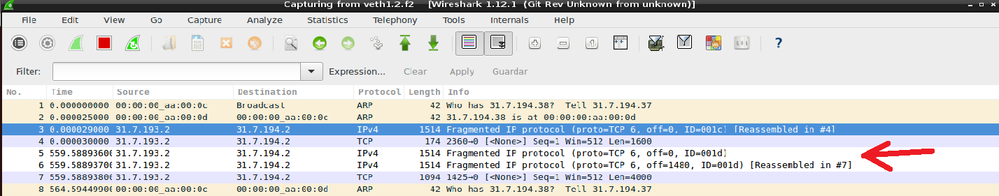 Capturing from veth1.2.f2 [Wireshark 1.12.1 (Git Rev Unknown from unknown)]
File Edit View Go Capture Analyze Statistics Telephony Tools Internals Help
Filter: Expression... Clear Apply Guardar
No. Time Source Destination Protocol Length Info
1 0.000000000 00:00:00_aa:00:0c Broadcast ARP 42 Who has 31.7.194.38? Tell 31.7.194.37
2 0.000025000 00:00:00_aa:00:0d 00:00:00_aa:00:0c ARP 42 31.7.194.38 is at 00:00:00:aa:00:0d
3 0.000029000 31.7.193.2 31.7.194.2 IPv4 1514 Fragmented IP protocol (proto=TCP 6, off=0, ID=001c) [Reassembled in #4]
4 0.000030000 31.7.193.2 31.7.194.2 TCP 174 2360→0 [<None>] Seq=1 Win=512 Len=1600
5 559.58893600 31.7.193.2 31.7.194.2 IPv4 1514 Fragmented IP protocol (proto=TCP 6, off=0, ID=001d)
6 559.58893700 31.7.193.2 31.7.194.2 IPv4 1514 Fragmented IP protocol (proto=TCP 6, off=1480, ID=001d) [Reassembled in #7]
7 559.58893800 31.7.193.2 31.7.194.2 TCP 1094 1425→0 [<None>] Seq=1 Win=512 Len=4000
8 564.59449900 00:00:00_aa:00:0c 00:00:00_aa:00:0d ARP 42 Who has 31.7.194.38? Tell 31.7.194.37